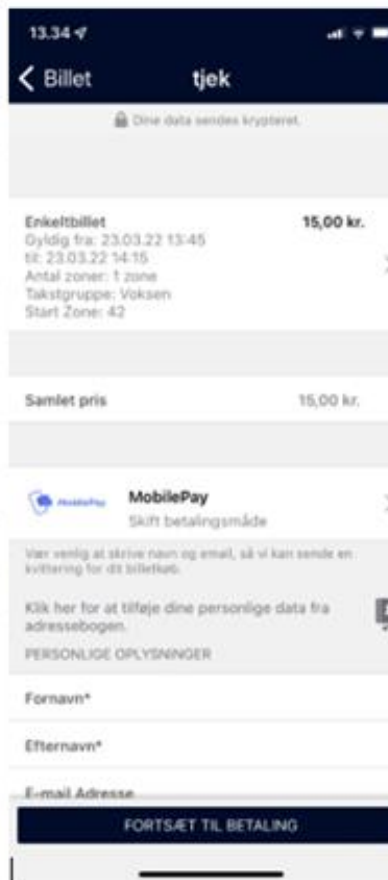 13.34
Billet
tjek
Dine data sendes krypteret.
Enkeltbillet 15,00 kr.
Gyldig fra: 23.03.22 13:45
til: 23.03.22 14:15
Antal zoner: 1 zone
Takstgruppe: Voksen
Start Zone: 42
Samlet pris 15,00 kr.
MobilePay MobilePay
Skift betalingsmåde
Vær venlig at skrive navn og email, så vi kan sende en
kvittering for dit billetkøb.
Klik her for at tilføje dine personlige data fra
adressebogen.
PERSONLIGE OPLYSNINGER
Fornavn*
Efternavn*
E-mail Adresse
FORTSÆT TIL BETALING